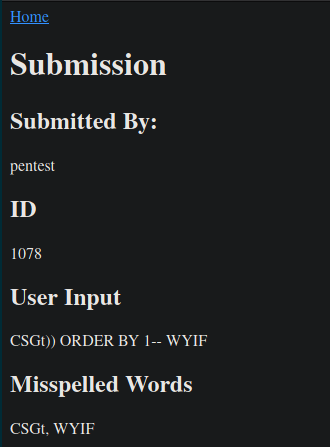 Home
Submission
Submitted By:
pentest
ID
1078
User Input
CSGt)) ORDER BY 1-- WYIF
Misspelled Words
CSGt, WYIF